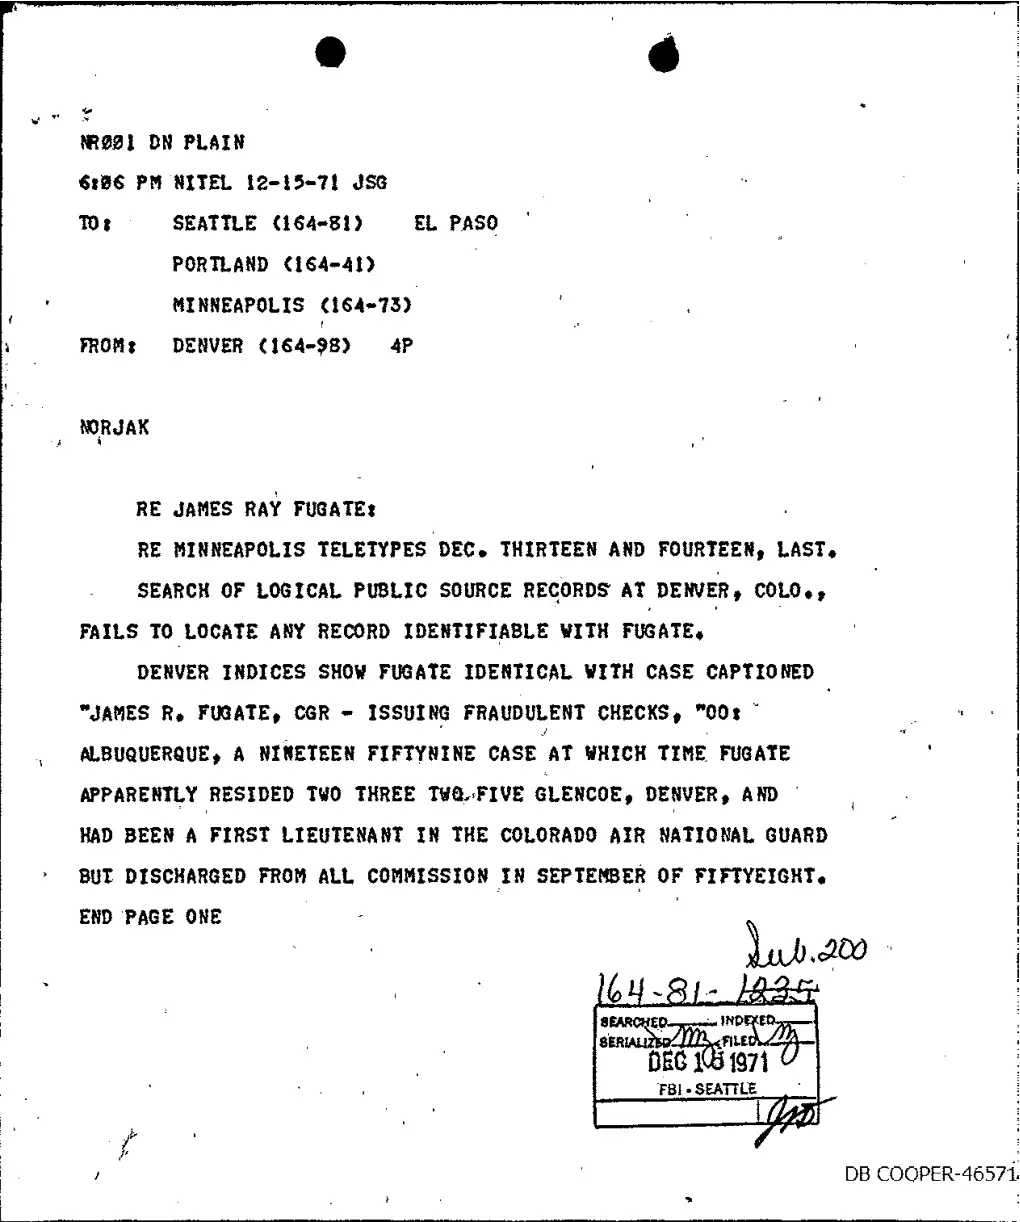 NR001 DN PLAIN
6:06 PM NITEL 12-15-71 JSG
TO: SEATTLE (164-81) EL PASO
PORTLAND (164-41)
MINNEAPOLIS (164-73)
FROM: DENVER (164-98) 4P
NORJAK
RE JAMES RAY FUGATE:
RE MINNEAPOLIS TELETYPES DEC. THIRTEEN AND FOURTEEN, LAST.
SEARCH OF LOGICAL PUBLIC SOURCE RECORDS AT DENVER, COLO.,
FAILS TO LOCATE ANY RECORD IDENTIFIABLE WITH FUGATE.
DENVER INDICES SHOW FUGATE IDENTICAL WITH CASE CAPTIONED
"JAMES R. FUGATE, CGR - ISSUING FRAUDULENT CHECKS, "OO:
ALBUQUERQUE, A NINETEEN FIFTYNINE CASE AT WHICH TIME FUGATE
APPARENTLY RESIDED TWO THREE TWO FIVE GLENCOE, DENVER, AND
HAD BEEN A FIRST LIEUTENANT IN THE COLORADO AIR NATIONAL GUARD
BUT DISCHARGED FROM ALL COMMISSION IN SEPTEMBER OF FIFTYEIGHT.
END PAGE ONE
Sub.200
164-81-
SEARCHED INDEXED
SERIALIZED FILED
DEC 1 1971
FBI - SEATTLE
DB COOPER-46571